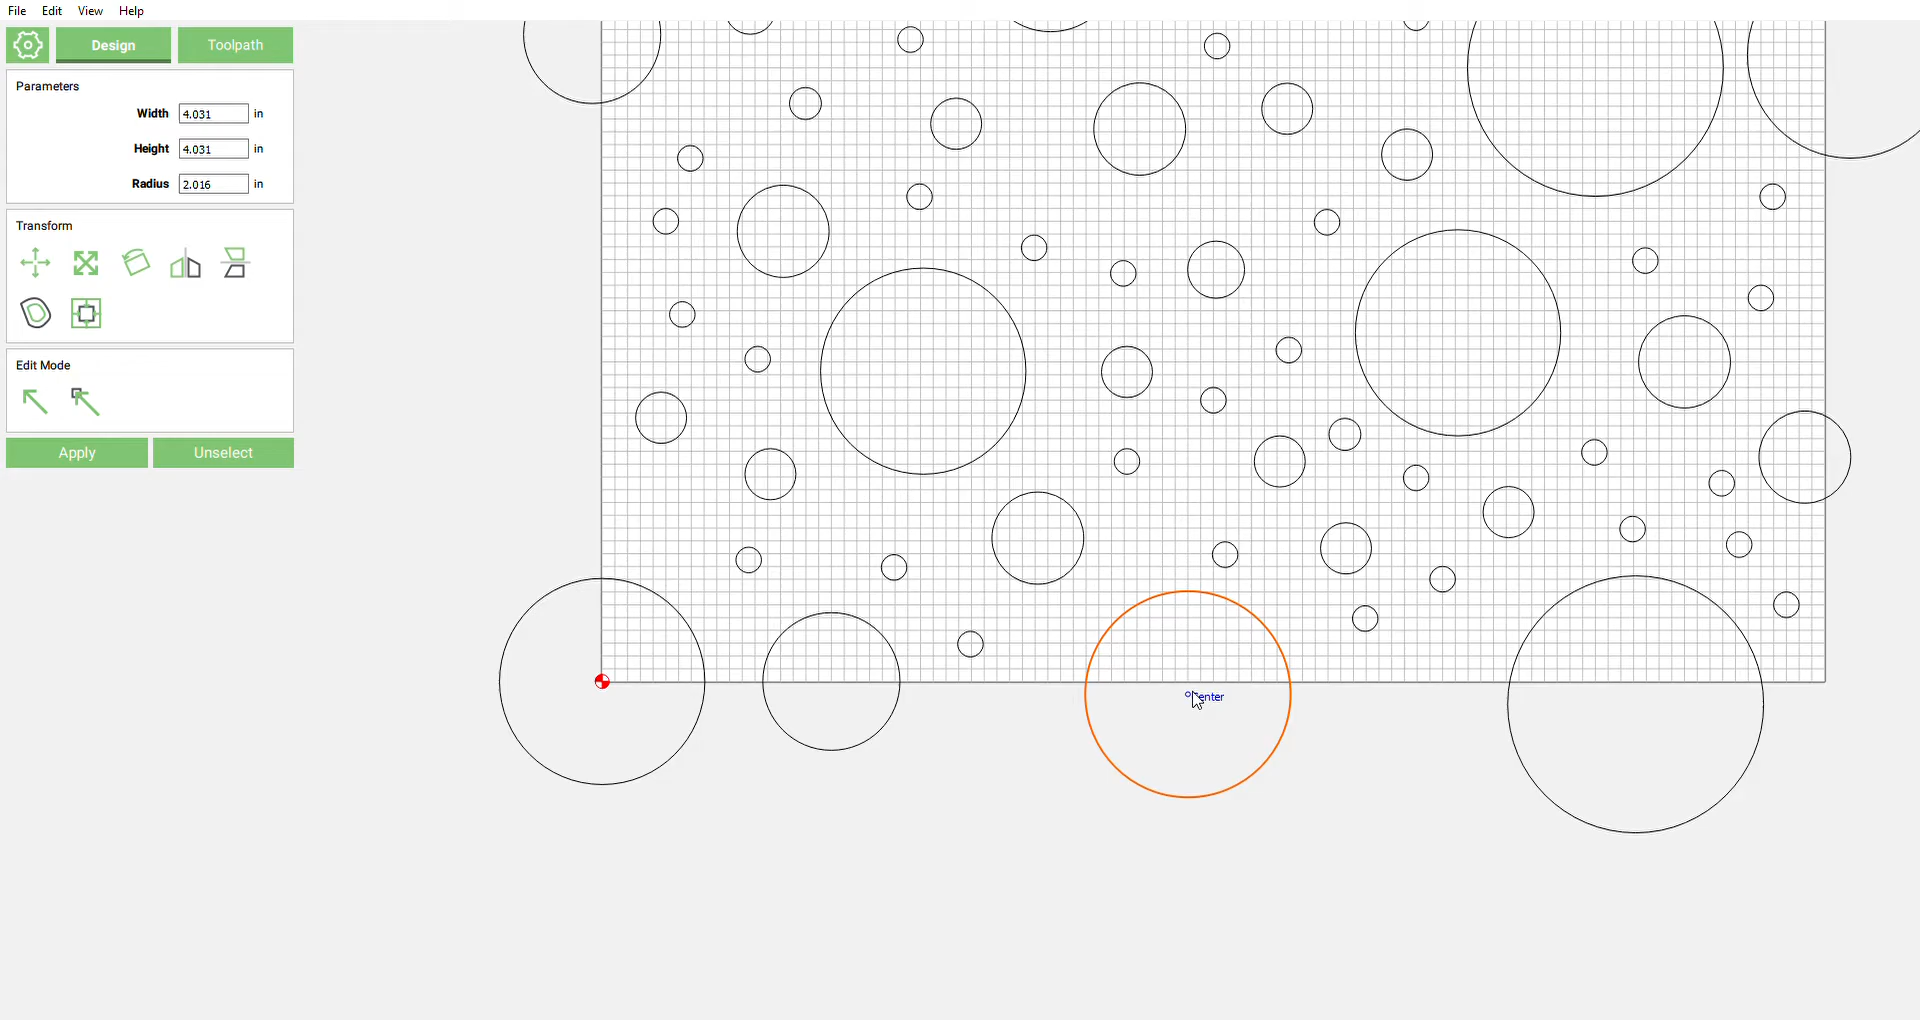 File Edit View Help
Design Toolpath
Parameters
Width 4.031 in
Height 4.031 in
Radius 2.016 in
Transform
Edit Mode
Apply Unselect